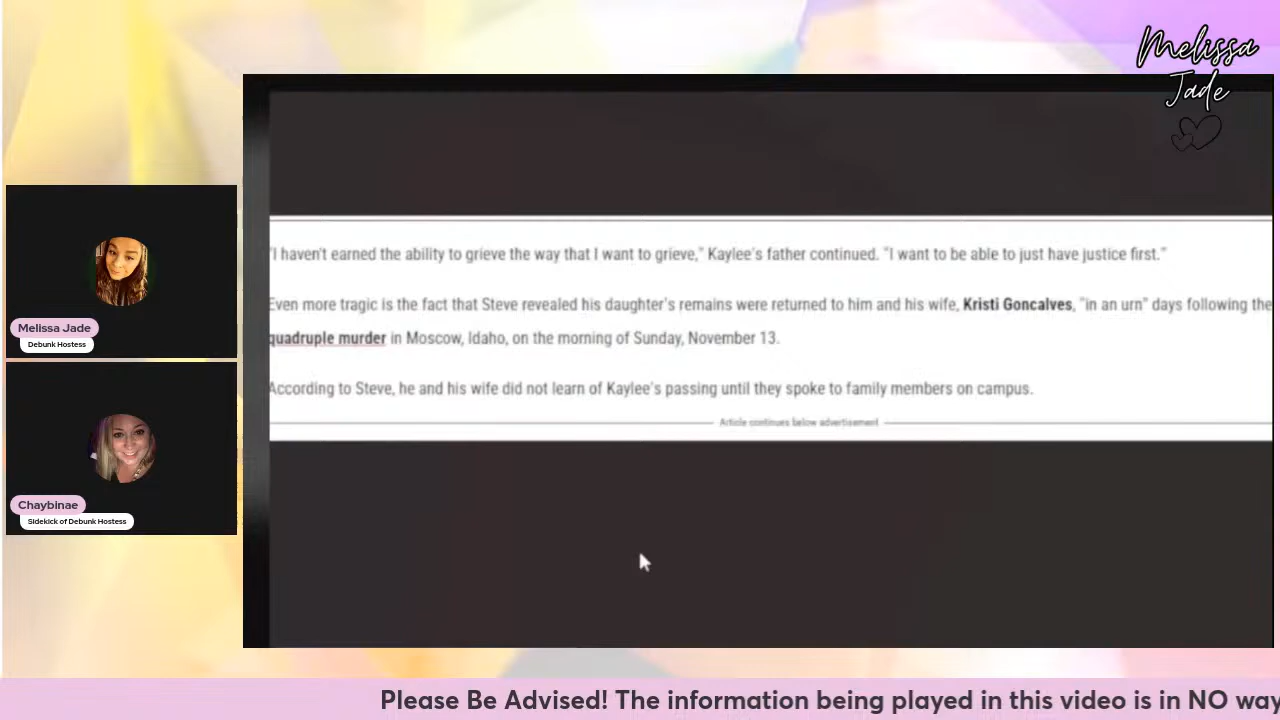 Melissa
Jade
"I haven't earned the ability to grieve the way that I want to grieve," Kaylee's father continued. "I want to be able to just have justice first."
Even more tragic is the fact that Steve revealed his daughter's remains were returned to him and his wife, Kristi Goncalves, "in an urn" days following the
quadruple murder in Moscow, Idaho, on the morning of Sunday, November 13.
According to Steve, he and his wife did not learn of Kaylee's passing until they spoke to family members on campus.
Article continues below advertisement
Melissa Jade
Debunk Hostess
Chaybinae
Sidekick of Debunk Hostess
Please Be Advised! The information being played in this video is in NO way